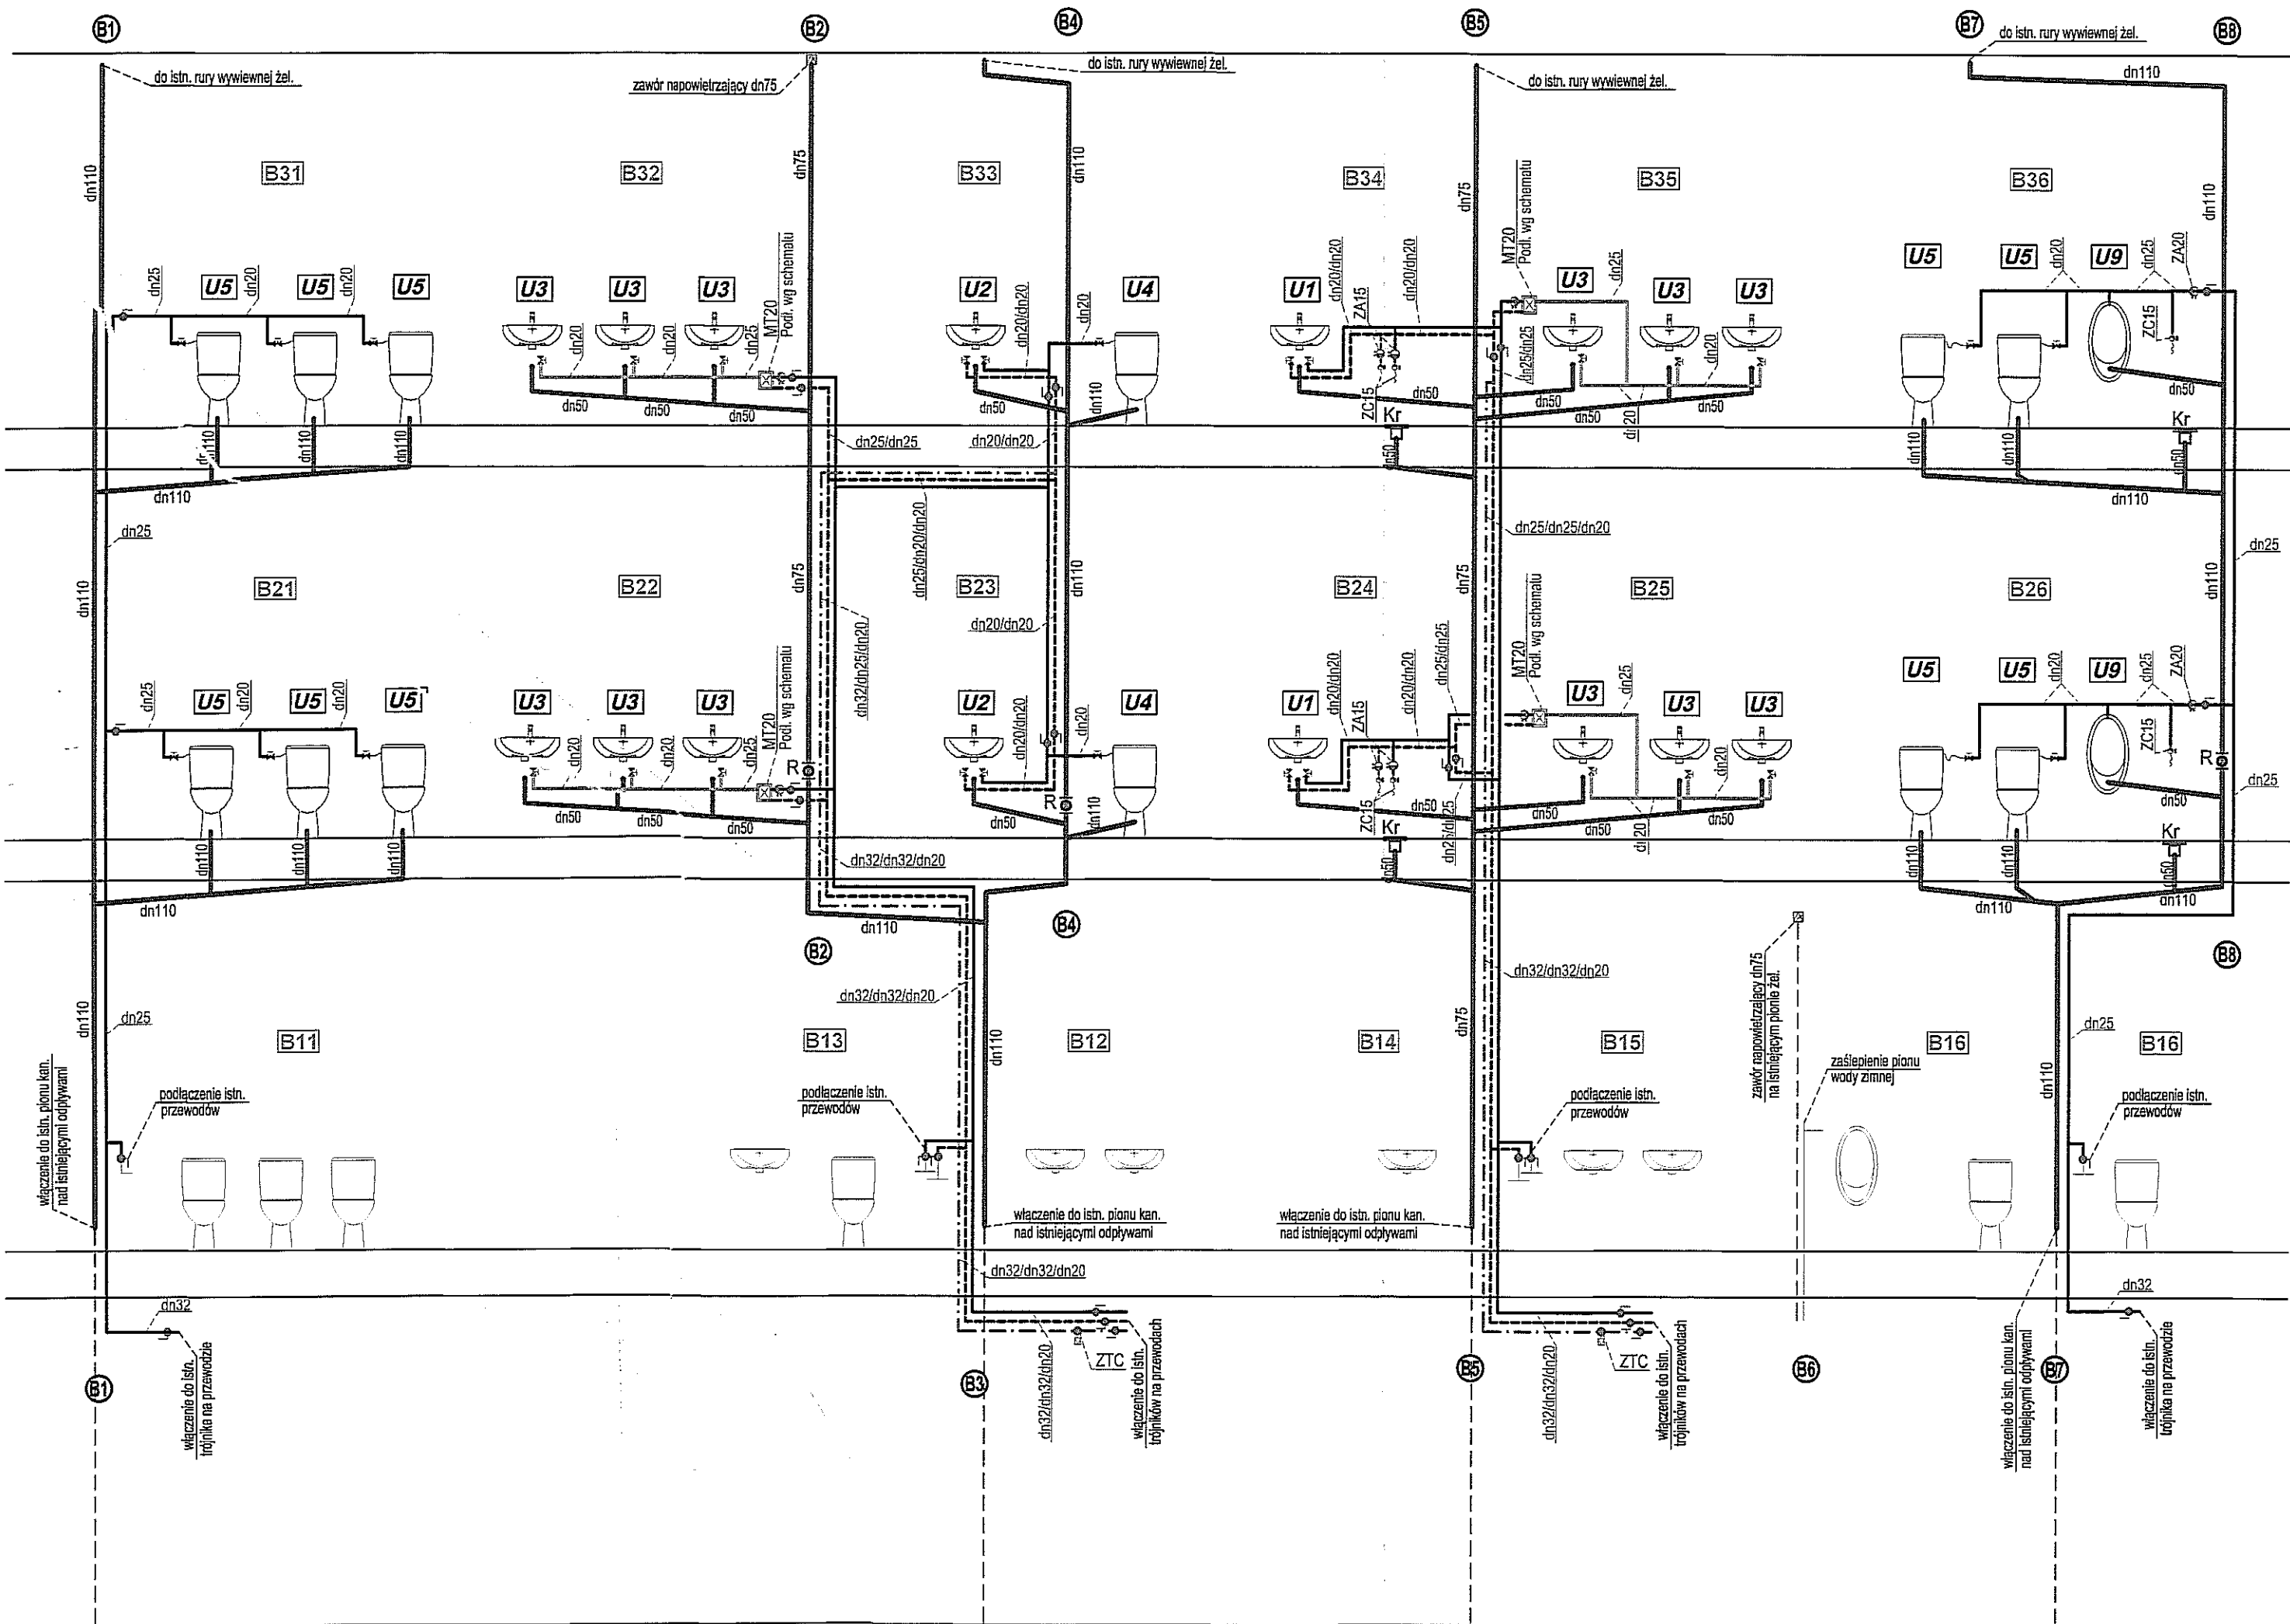 B1
B2
B4
B5
B7
B8
do istn. rury wywiewnej żel.
zawór napowietrzający dn75
do istn. rury wywiewnej żel.
do istn. rury wywiewnej żel.
do istn. rury wywiewnej żel.
dn110
dn110
B31
B32
dn75
B33
dn110
B34
dn75
B35
B36
dn110
dn25
U5
dn20
U5
dn20
U5
U3
U3
U3
MT20
Podł. wg schematu
U2
dn20/dn20
dn20
U4
U1
dn20/dn20
ZA15
dn20/dn20
MT20
Podł. wg schematu
U3
dn25
U3
U3
U5
U5
dn20
U9
dn25
ZA20
ZC15
dn20
dn20
dn25
dn50
dn50
dn50
dn50
dn110
dn50
ZC15
Kr
dn25/dn25
dn50
dn50
dn20
dn50
dn20
dn50
Kr
dn110
dn110
dn110
dn110
dn25/dn25
dn20/dn20
dn50
dn110
dn110
dn50
dn110
dn25
dn25/dn20/dn20
dn25/dn25/dn20
dn25
dn110
B21
B22
dn75
B23
dn110
B24
dn75
B25
B26
dn110
dn20/dn20
dn32/dn25/dn20
dn25
U5
dn20
U5
dn20
U5
U3
U3
U3
MT20
Podł. wg schematu
U2
dn20/dn20
dn20
U4
U1
dn20/dn20
ZA15
dn20/dn20
dn25/dn25
MT20
Podł. wg schematu
U3
dn25
U3
U3
U5
U5
dn20
U9
dn25
ZA20
ZC15
R
dn20
dn20
dn25
R
R
dn25
dn50
dn50
dn50
dn50
dn110
dn50
ZC15
Kr
dn25/dn25
dn50
dn50
dn20
dn50
dn20
dn50
Kr
dn110
dn110
dn110
dn110
dn32/dn32/dn20
dn50
dn110
dn110
dn50
dn110
dn110
dn110
B2
B4
B8
dn32/dn32/dn20
dn32/dn32/dn20
zawór napowietrzający dn75
na istniejącym pionie żel.
dn110
dn25
B11
B13
dn110
B12
B14
dn75
B15
B16
dn110
dn25
B16
zaślepienie pionu
wody zimnej
włączenie do istn. pionu kan.
nad istniejącymi odpływami
podłączenie istn.
przewodów
podłączenie istn.
przewodów
podłączenie istn.
przewodów
podłączenie istn.
przewodów
włączenie do istn. pionu kan.
nad istniejącymi odpływami
włączenie do istn. pionu kan.
nad istniejącymi odpływami
dn32/dn32/dn20
dn32
dn32
B1
włączenie do istn.
trójnika na przewodzie
B3
dn32/dn32/dn20
ZTC
włączenie do istn.
trójników na przewodach
B5
dn32/dn32/dn20
ZTC
włączenie do istn.
trójników na przewodach
B6
włączenie do istn. pionu kan.
nad istniejącymi odpływami
B7
włączenie do istn.
trójnika na przewodzie